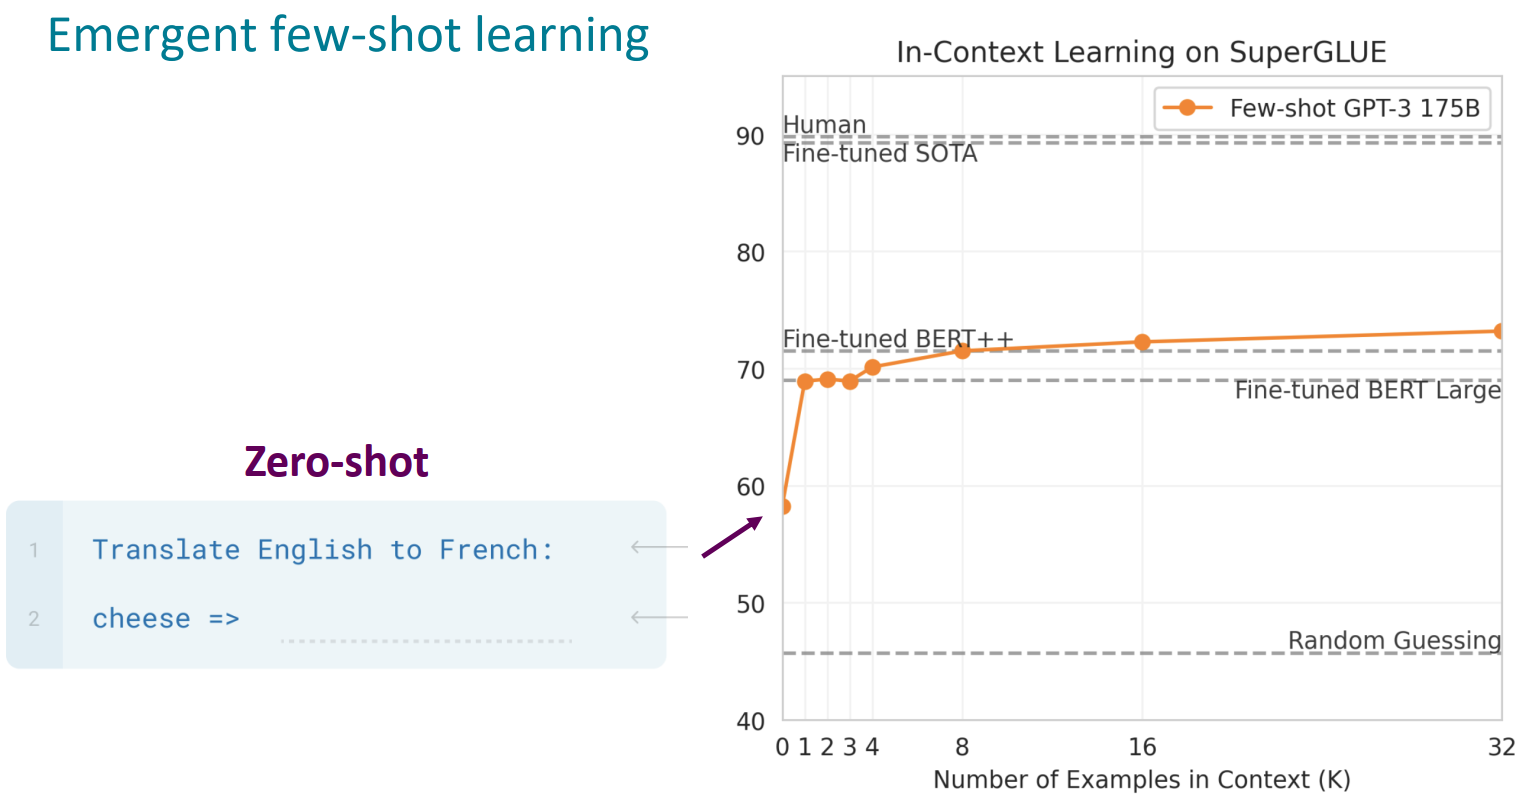 Emergent few-shot learning
Zero-shot
1 Translate English to French:
2 cheese =>
In-Context Learning on SuperGLUE
Few-shot GPT-3 175B
Human
Fine-tuned SOTA
Fine-tuned BERT++
Fine-tuned BERT Large
Random Guessing
90
80
70
60
50
40
0 1 2 3 4 8 16 32
Number of Examples in Context (K)